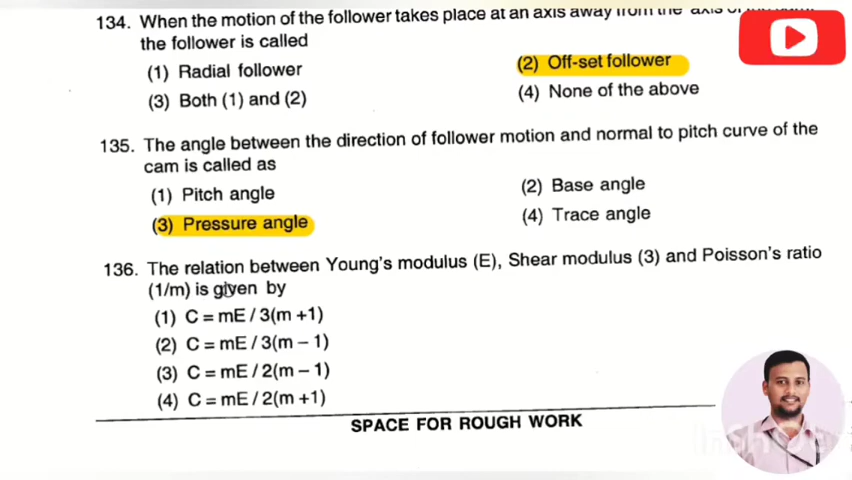 134. When the motion of the follower takes place at an axis away from the axis of the
the follower is called
(1) Radial follower
(2) Off-set follower
(3) Both (1) and (2)
(4) None of the above
135. The angle between the direction of follower motion and normal to pitch curve of the
cam is called as
(1) Pitch angle
(2) Base angle
(3) Pressure angle
(4) Trace angle
136. The relation between Young's modulus (E), Shear modulus (3) and Poisson's ratio
(1/m) is given by
(1) C = mE / 3(m +1)
(2) C = mE / 3(m – 1)
(3) C = mE / 2(m – 1)
(4) C = mE / 2(m +1)
SPACE FOR ROUGH WORK